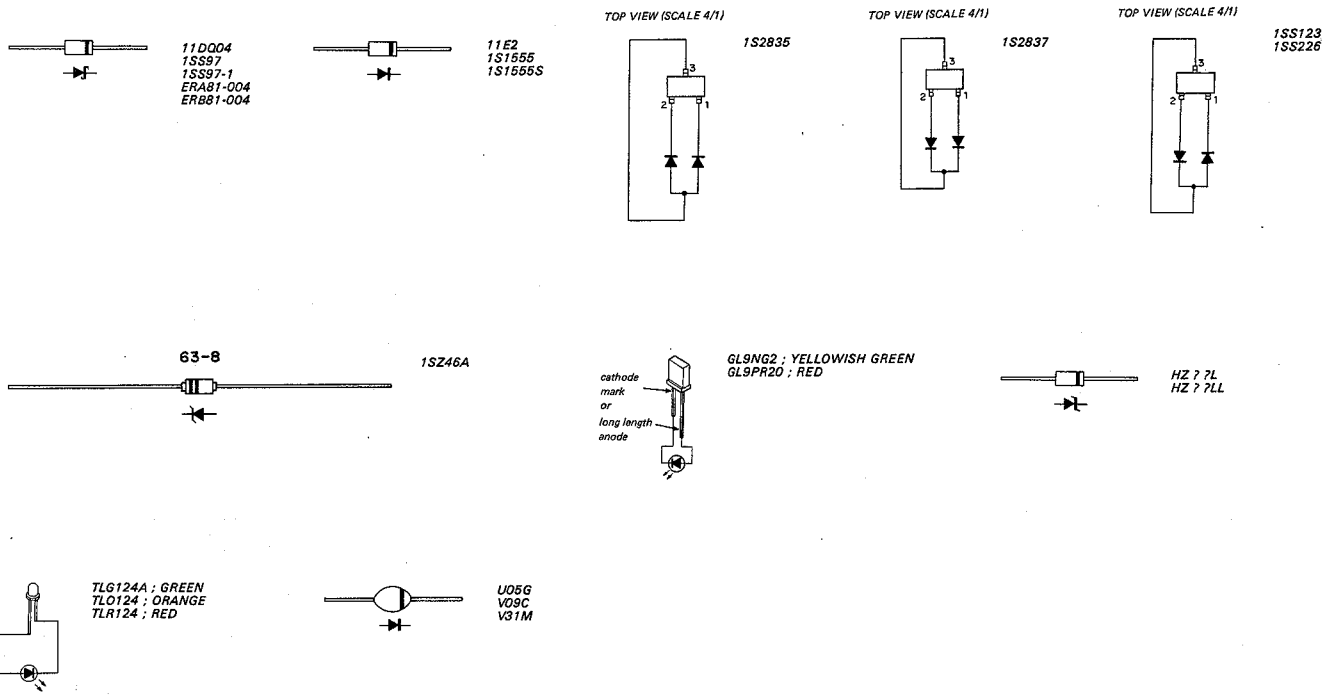 11DQ04
1SS97
1SS97-1
ERA81-004
ERB81-004
11E2
1S1555
1S1555S
TOP VIEW (SCALE 4/1)
1S2835
3
2
1
TOP VIEW (SCALE 4/1)
1S2837
3
2
1
TOP VIEW (SCALE 4/1)
1SS123
1SS226
3
2
1
63-8
1SZ46A
GL9NG2 ; YELLOWISH GREEN
GL9PR20 ; RED
cathode
mark
or
long length
anode
HZ ? ?L
HZ ? ?LL
TLG124A ; GREEN
TLO124 ; ORANGE
TLR124 ; RED
U05G
V09C
V31M